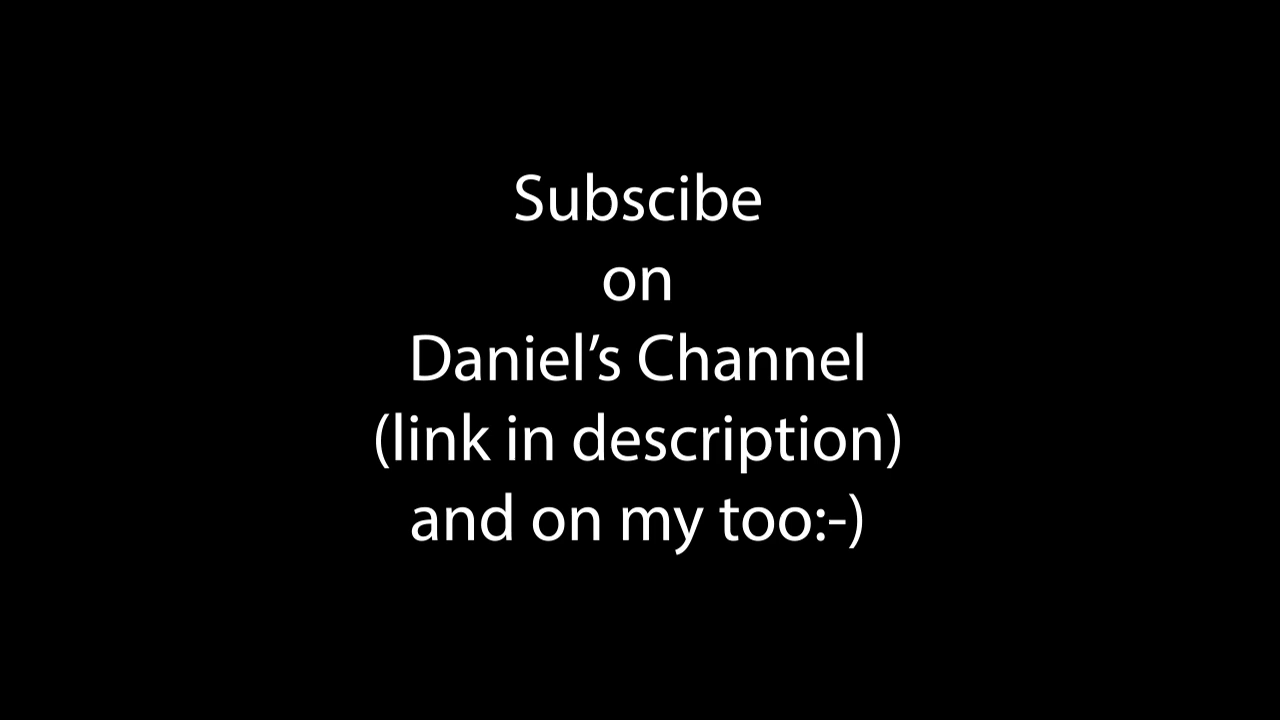 Subscibe
on
Daniel’s Channel
(link in description)
and on my too:-)